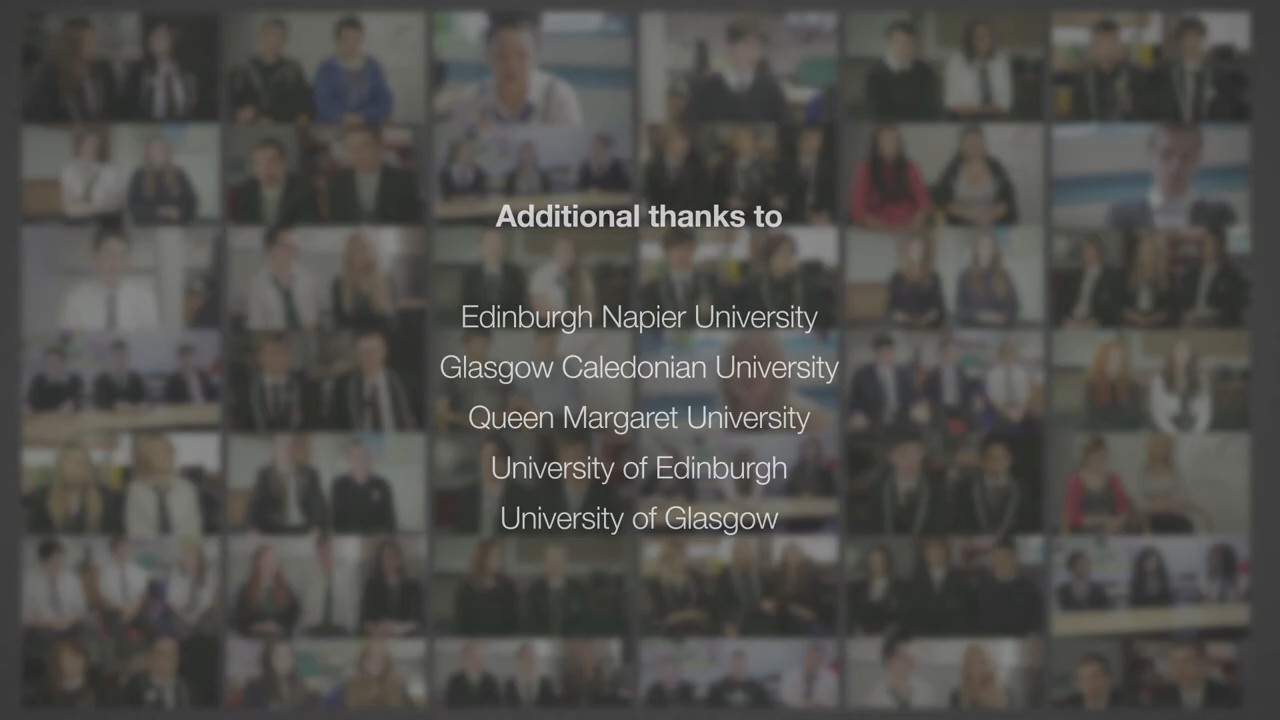 Additional thanks to
Edinburgh Napier University
Glasgow Caledonian University
Queen Margaret University
University of Edinburgh
University of Glasgow